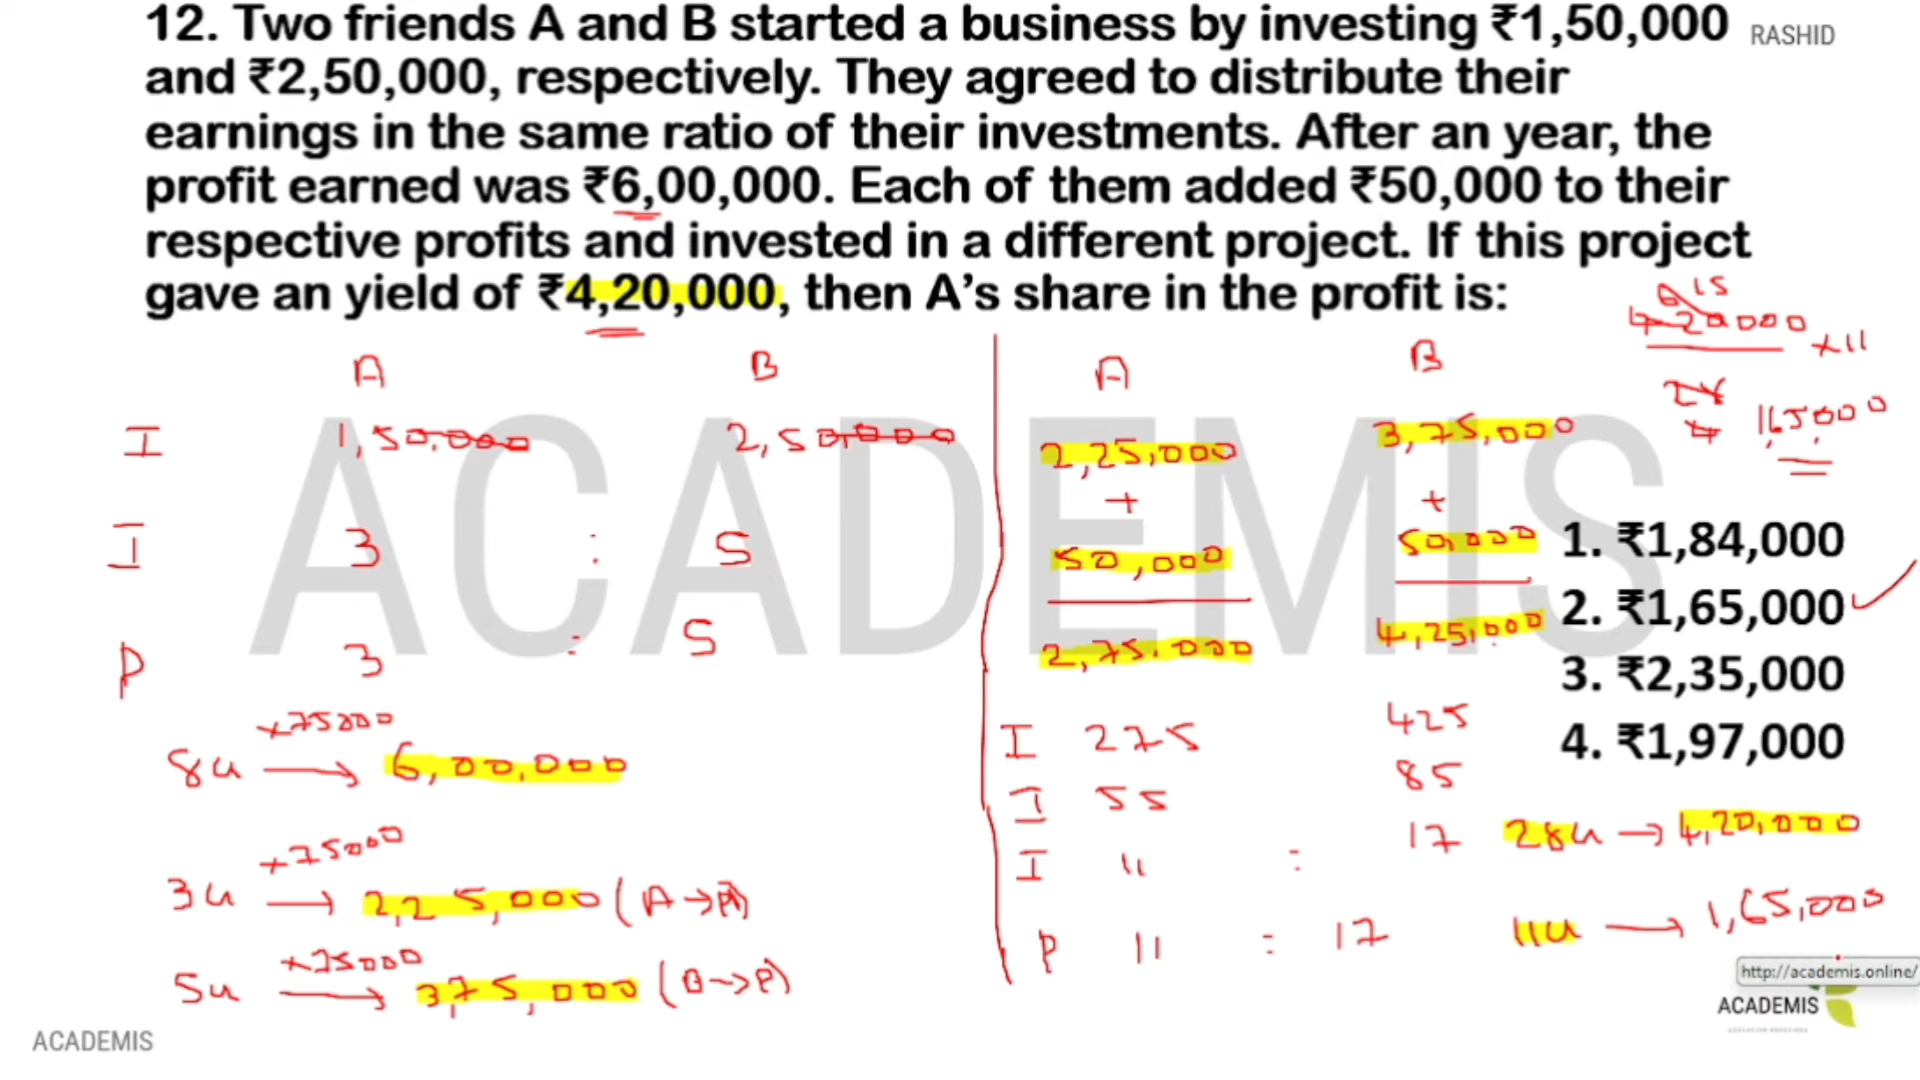 12. Two friends A and B started a business by investing ₹1,50,000
RASHID
and ₹2,50,000, respectively. They agreed to distribute their
earnings in the same ratio of their investments. After an year, the
profit earned was ₹6,00,000. Each of them added ₹50,000 to their
respective profits and invested in a different project. If this project
gave an yield of ₹4,20,000, then A's share in the profit is:
ACADEMIS
A B
I 1,50,000 2,50,000
I 3 : 5
P 3 : 5
×75000
8u → 6,00,000
×75000
3u → 2,25,000 (A→P)
×75000
5u → 3,75,000 (B→P)
A B
2,25,000 3,75,000
+ +
50,000 50,000
2,75,000 4,25,000
I 275 425
I 55 85
I 11 : 17
P 11 : 17
15
420000 ×11
28
4
165000
1. ₹1,84,000
2. ₹1,65,000
3. ₹2,35,000
4. ₹1,97,000
28u → 4,20,000
11u → 1,65,000
http://academis.online/
ACADEMIS
ACADEMIS